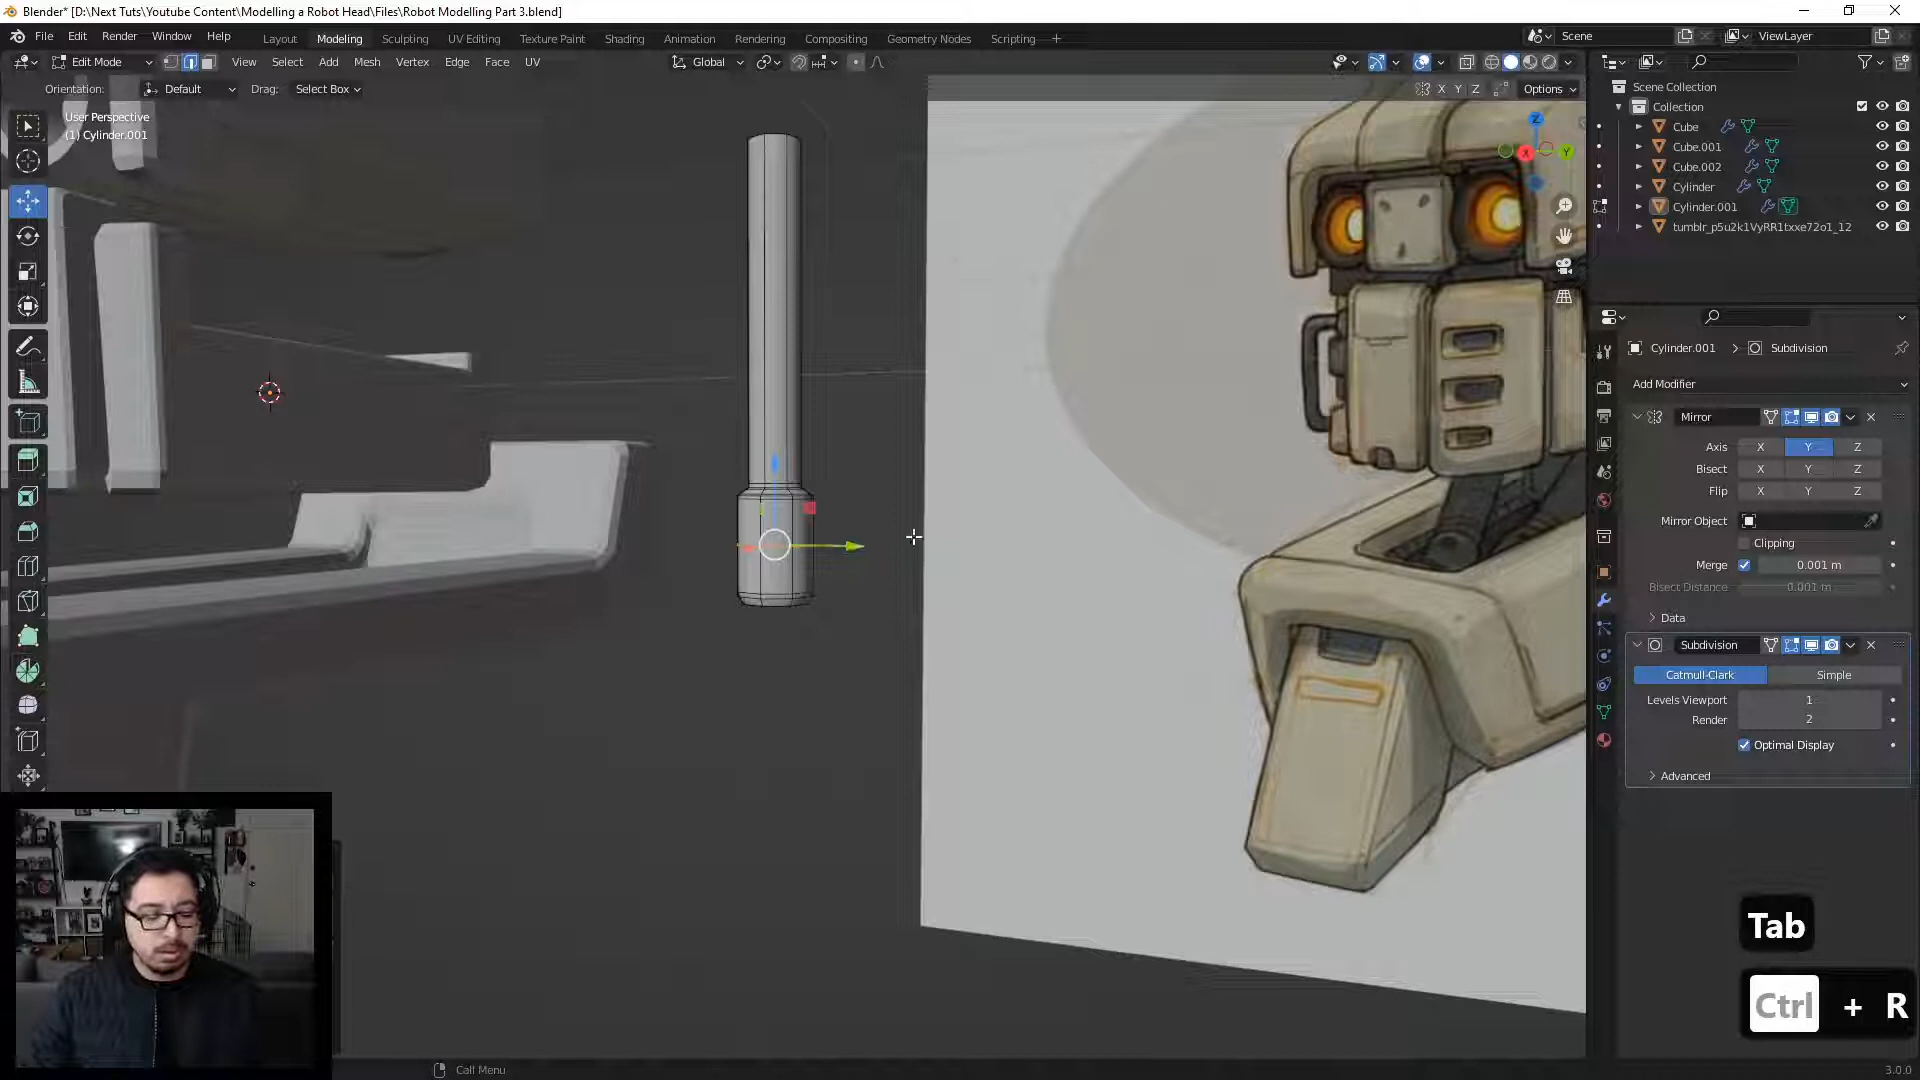 Blender* [D:\Next Tuts\Youtube Content\Modelling a Robot Head\Files\Robot Modelling Part 3.blend]
File Edit Render Window Help
Layout Modeling Sculpting UV Editing Texture Paint Shading Animation Rendering Compositing Geometry Nodes Scripting +
Scene ViewLayer
Edit Mode View Select Add Mesh Vertex Edge Face UV Global
Orientation: Default Drag: Select Box X Y Z Options
User Perspective
(1) Cylinder.001
Z
X
Y
Scene Collection
Collection
Cube
Cube.001
Cube.002
Cylinder
Cylinder.001
tumblr_p5u2k1VyRR1txxe72o1_12
Cylinder.001 > Subdivision
Add Modifier
Mirror
Axis X Y Z
Bisect X Y Z
Flip X Y Z
Mirror Object
Clipping
Merge 0.001 m
Bisect Distance 0.001 m
Data
Subdivision
Catmull-Clark Simple
Levels Viewport 1
Render 2
Optimal Display
Advanced
Tab
Ctrl + R
Call Menu
3.0.0